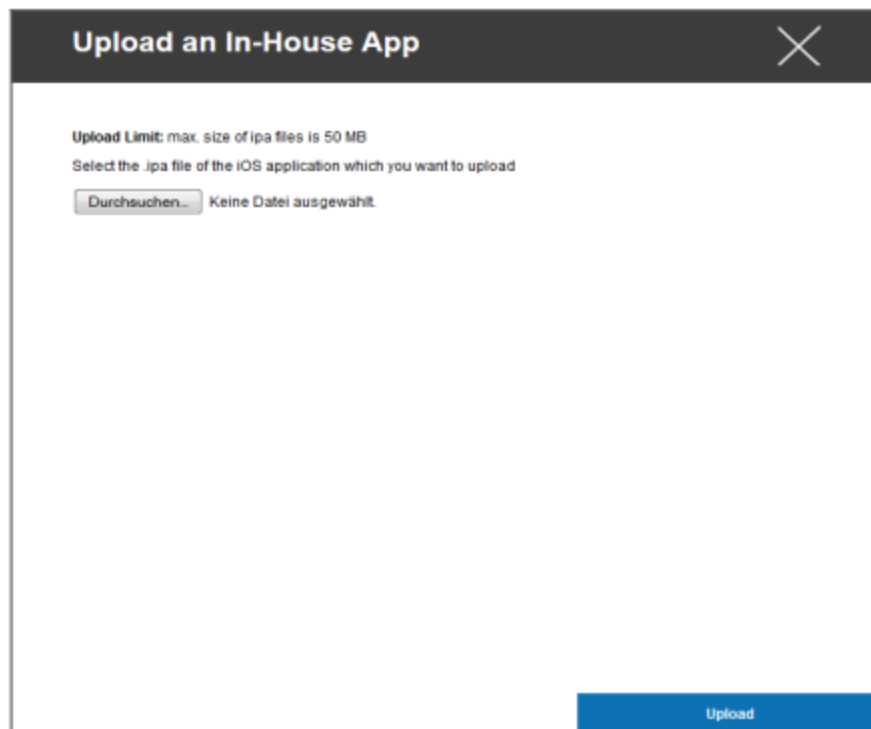 Upload an In-House App
Upload Limit: max. size of ipa files is 50 MB
Select the .ipa file of the iOS application which you want to upload
Durchsuchen... Keine Datei ausgewählt.
Upload